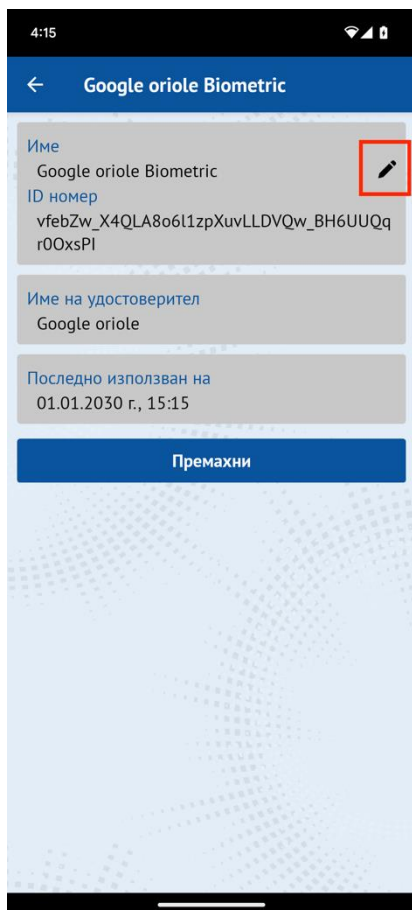 4:15
Google oriole Biometric
Име
Google oriole Biometric
ID номер
vfebZw_X4QLA8o6l1zpXuvLLDVQw_BH6UUQq
r0OxsPI
Име на удостоверител
Google oriole
Последно използван на
01.01.2030 г., 15:15
Премахни